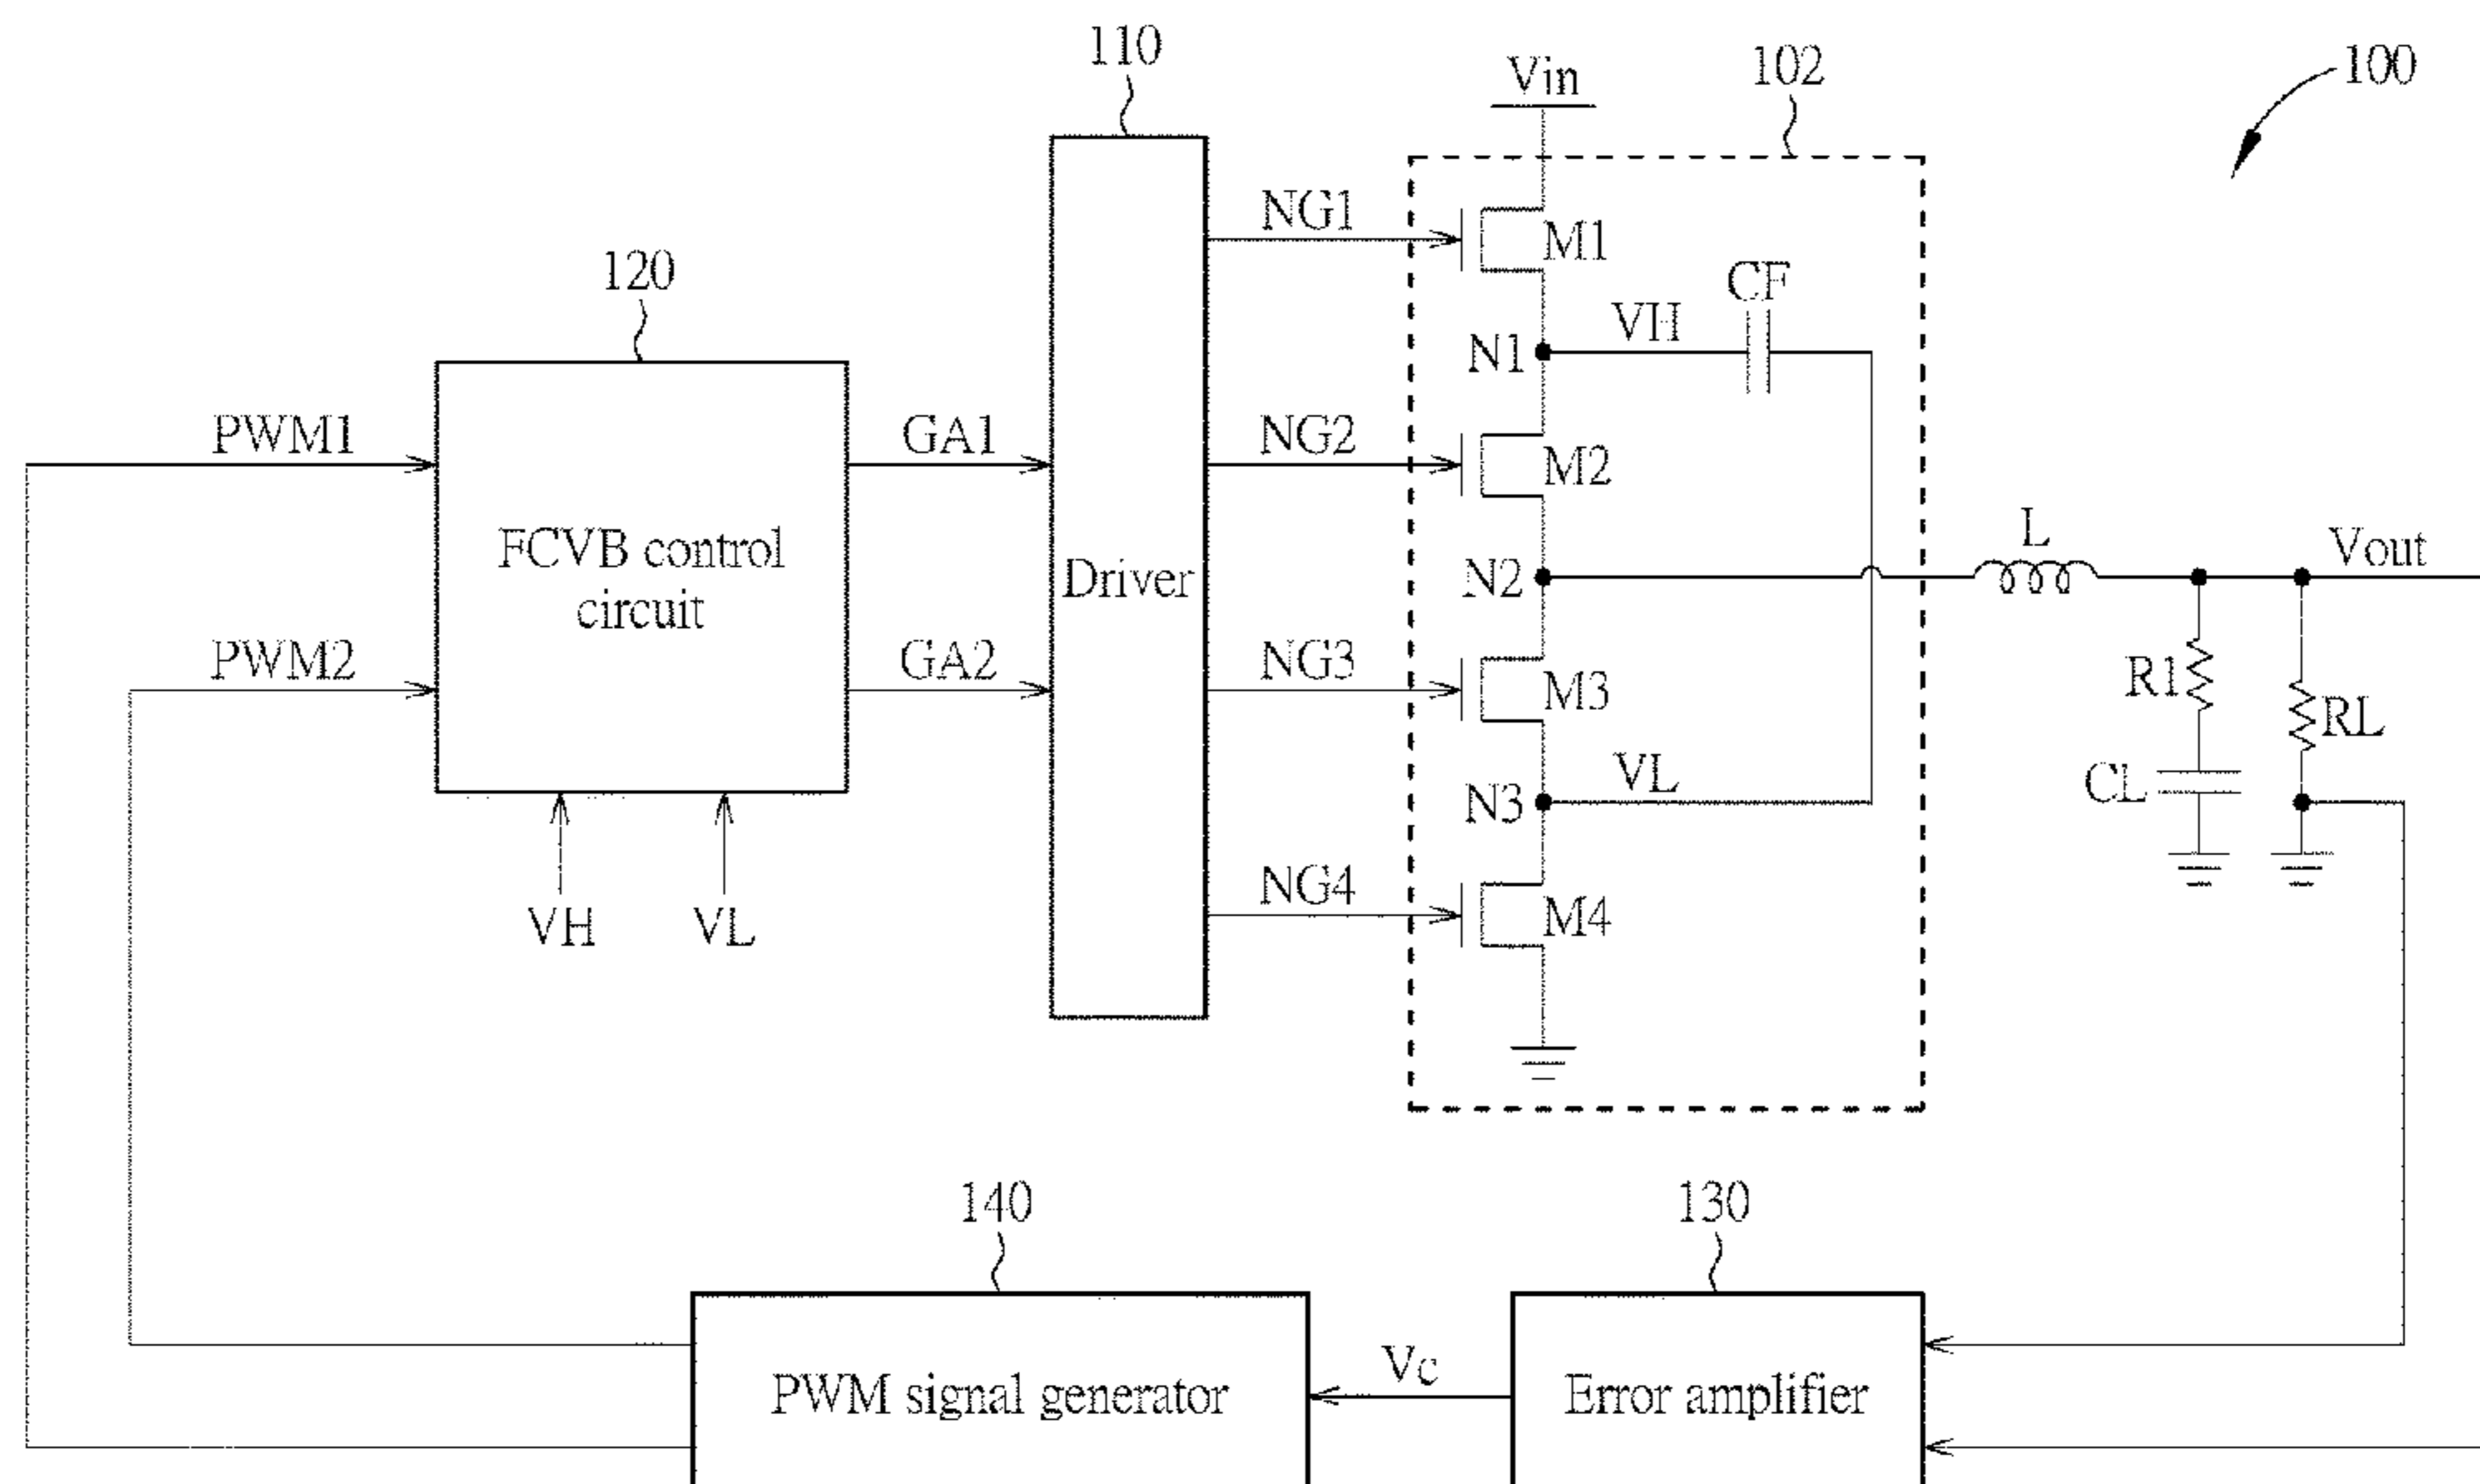 110
Vin
102
100
NG1
M1
120
CF
VH
N1
PWM1
GA1
NG2
M2
FCVB control
circuit
Driver
N2
L
Vout
PWM2
GA2
NG3
M3
R1
RL
VL
N3
CL
NG4
M4
VH
VL
140
130
PWM signal generator
Vc
Error amplifier